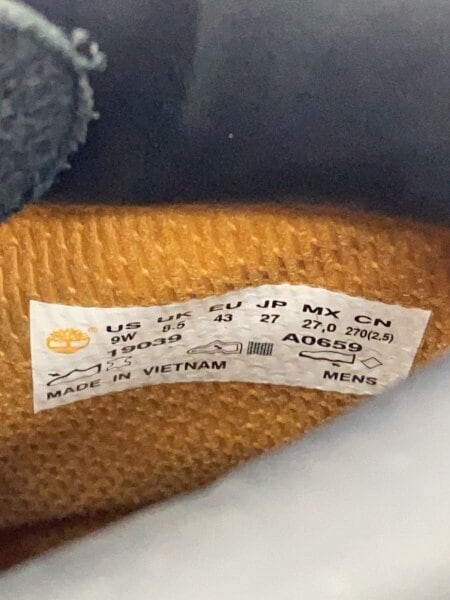 US UK EU JP MX CN
9W 8.5 43 27 27,0 270(2.5)
19039 A0659
MADE IN VIETNAM MENS